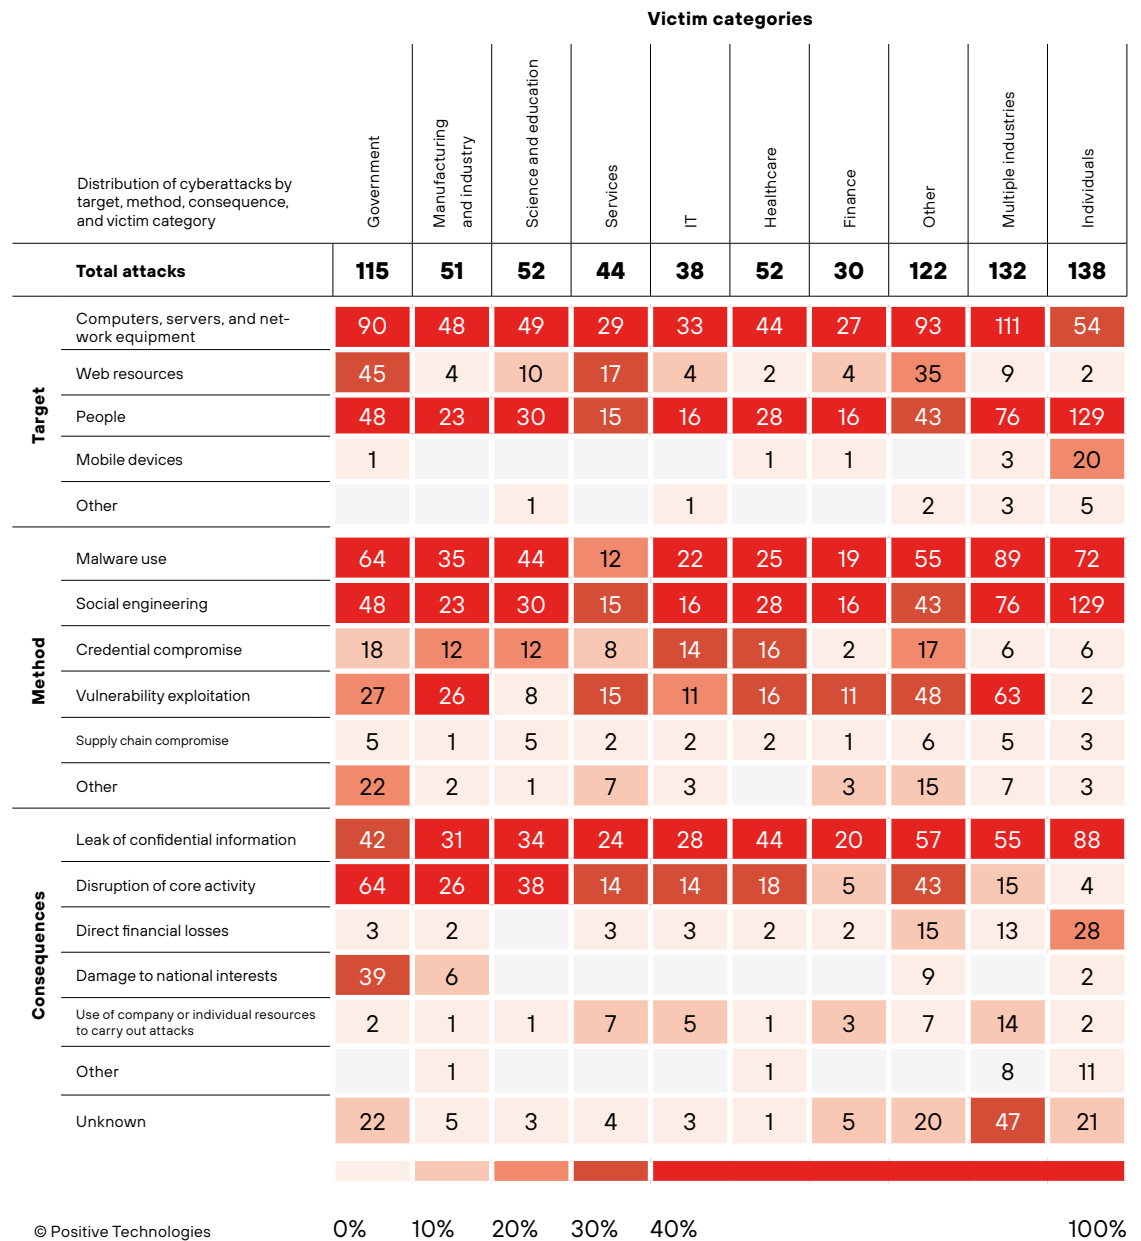 Victim categories
Distribution of cyberattacks by
target, method, consequence,
and victim category
Government
Manufacturing
and industry
Science and education
Services
IT
Healthcare
Finance
Other
Multiple industries
Individuals
Total attacks 115 51 52 44 38 52 30 122 132 138
Target
Computers, servers, and net-
work equipment 90 48 49 29 33 44 27 93 111 54
Web resources 45 4 10 17 4 2 4 35 9 2
People 48 23 30 15 16 28 16 43 76 129
Mobile devices 1 1 1 3 20
Other 1 1 2 3 5
Method
Malware use 64 35 44 12 22 25 19 55 89 72
Social engineering 48 23 30 15 16 28 16 43 76 129
Credential compromise 18 12 12 8 14 16 2 17 6 6
Vulnerability exploitation 27 26 8 15 11 16 11 48 63 2
Supply chain compromise 5 1 5 2 2 2 1 6 5 3
Other 22 2 1 7 3 3 15 7 3
Consequences
Leak of confidential information 42 31 34 24 28 44 20 57 55 88
Disruption of core activity 64 26 38 14 14 18 5 43 15 4
Direct financial losses 3 2 3 3 2 2 15 13 28
Damage to national interests 39 6 9 2
Use of company or individual resources
to carry out attacks 2 1 1 7 5 1 3 7 14 2
Other 1 1 8 11
Unknown 22 5 3 4 3 1 5 20 47 21
© Positive Technologies 0% 10% 20% 30% 40% 100%